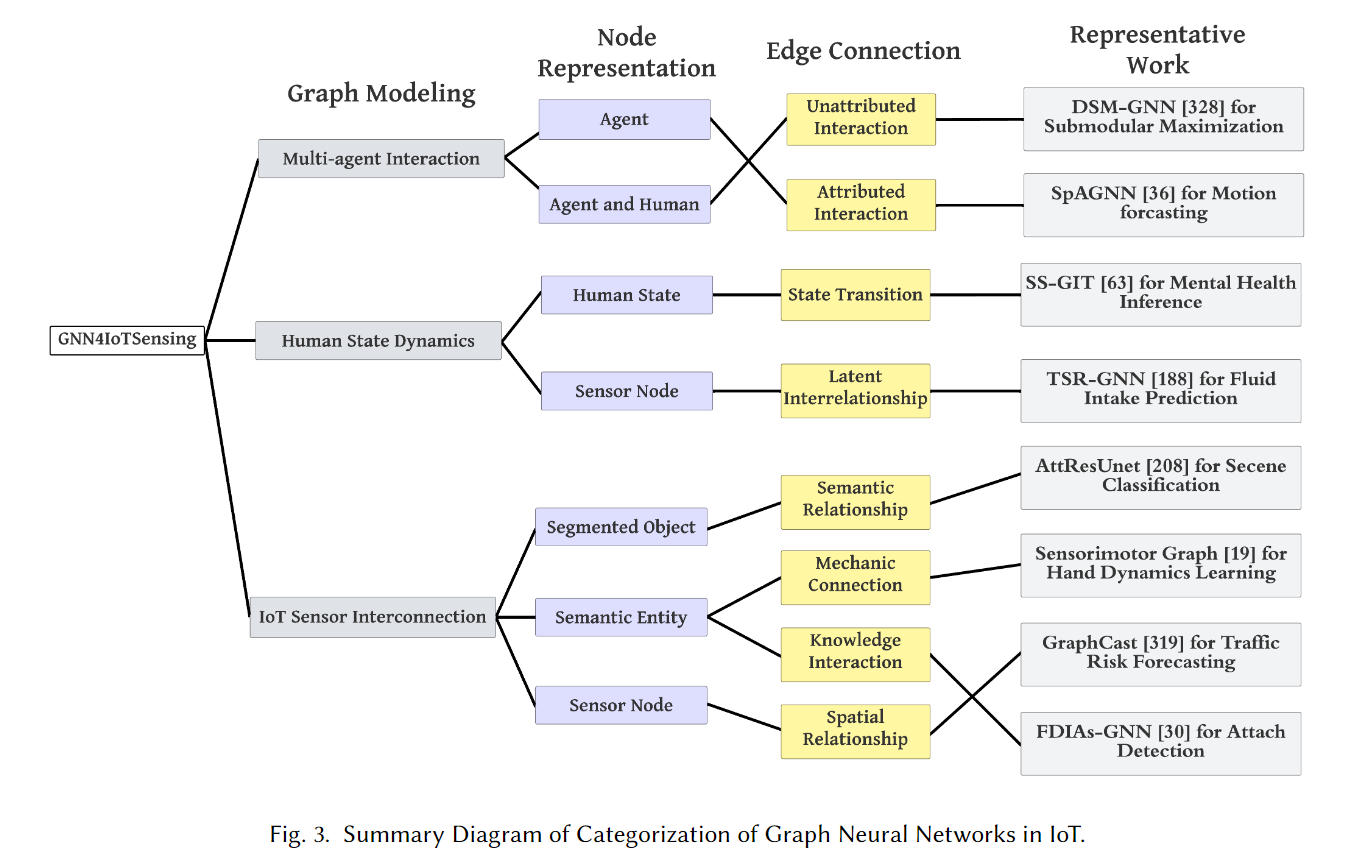 Graph Modeling
Node
Representation
Edge Connection
Representative
Work
GNN4IoTSensing
Multi-agent Interaction
Agent
Agent and Human
Unattributed
Interaction
Attributed
Interaction
DSM-GNN [328] for
Submodular Maximization
SpAGNN [36] for Motion
forcasting
Human State Dynamics
Human State
Sensor Node
State Transition
Latent
Interrelationship
SS-GIT [63] for Mental Health
Inference
TSR-GNN [188] for Fluid
Intake Prediction
IoT Sensor Interconnection
Segmented Object
Semantic Entity
Sensor Node
Semantic
Relationship
Mechanic
Connection
Knowledge
Interaction
Spatial
Relationship
AttResUnet [208] for Secene
Classification
Sensorimotor Graph [19] for
Hand Dynamics Learning
GraphCast [319] for Traffic
Risk Forecasting
FDIAs-GNN [30] for Attach
Detection
Fig. 3. Summary Diagram of Categorization of Graph Neural Networks in IoT.